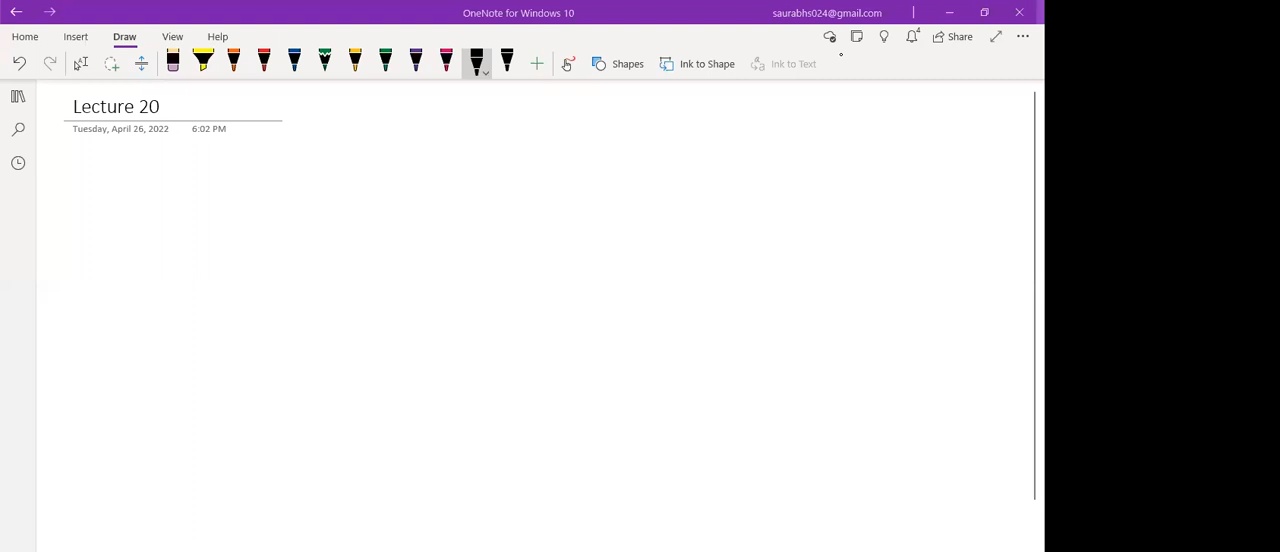 OneNote for Windows 10
saurabhs024@gmail.com
Home Insert Draw View Help
4
Share
Shapes
Ink to Shape
Ink to Text
Lecture 20
Tuesday, April 26, 2022 6:02 PM